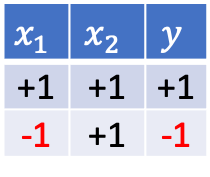 x₁ x₂ y
+1 +1 +1
-1 +1 -1